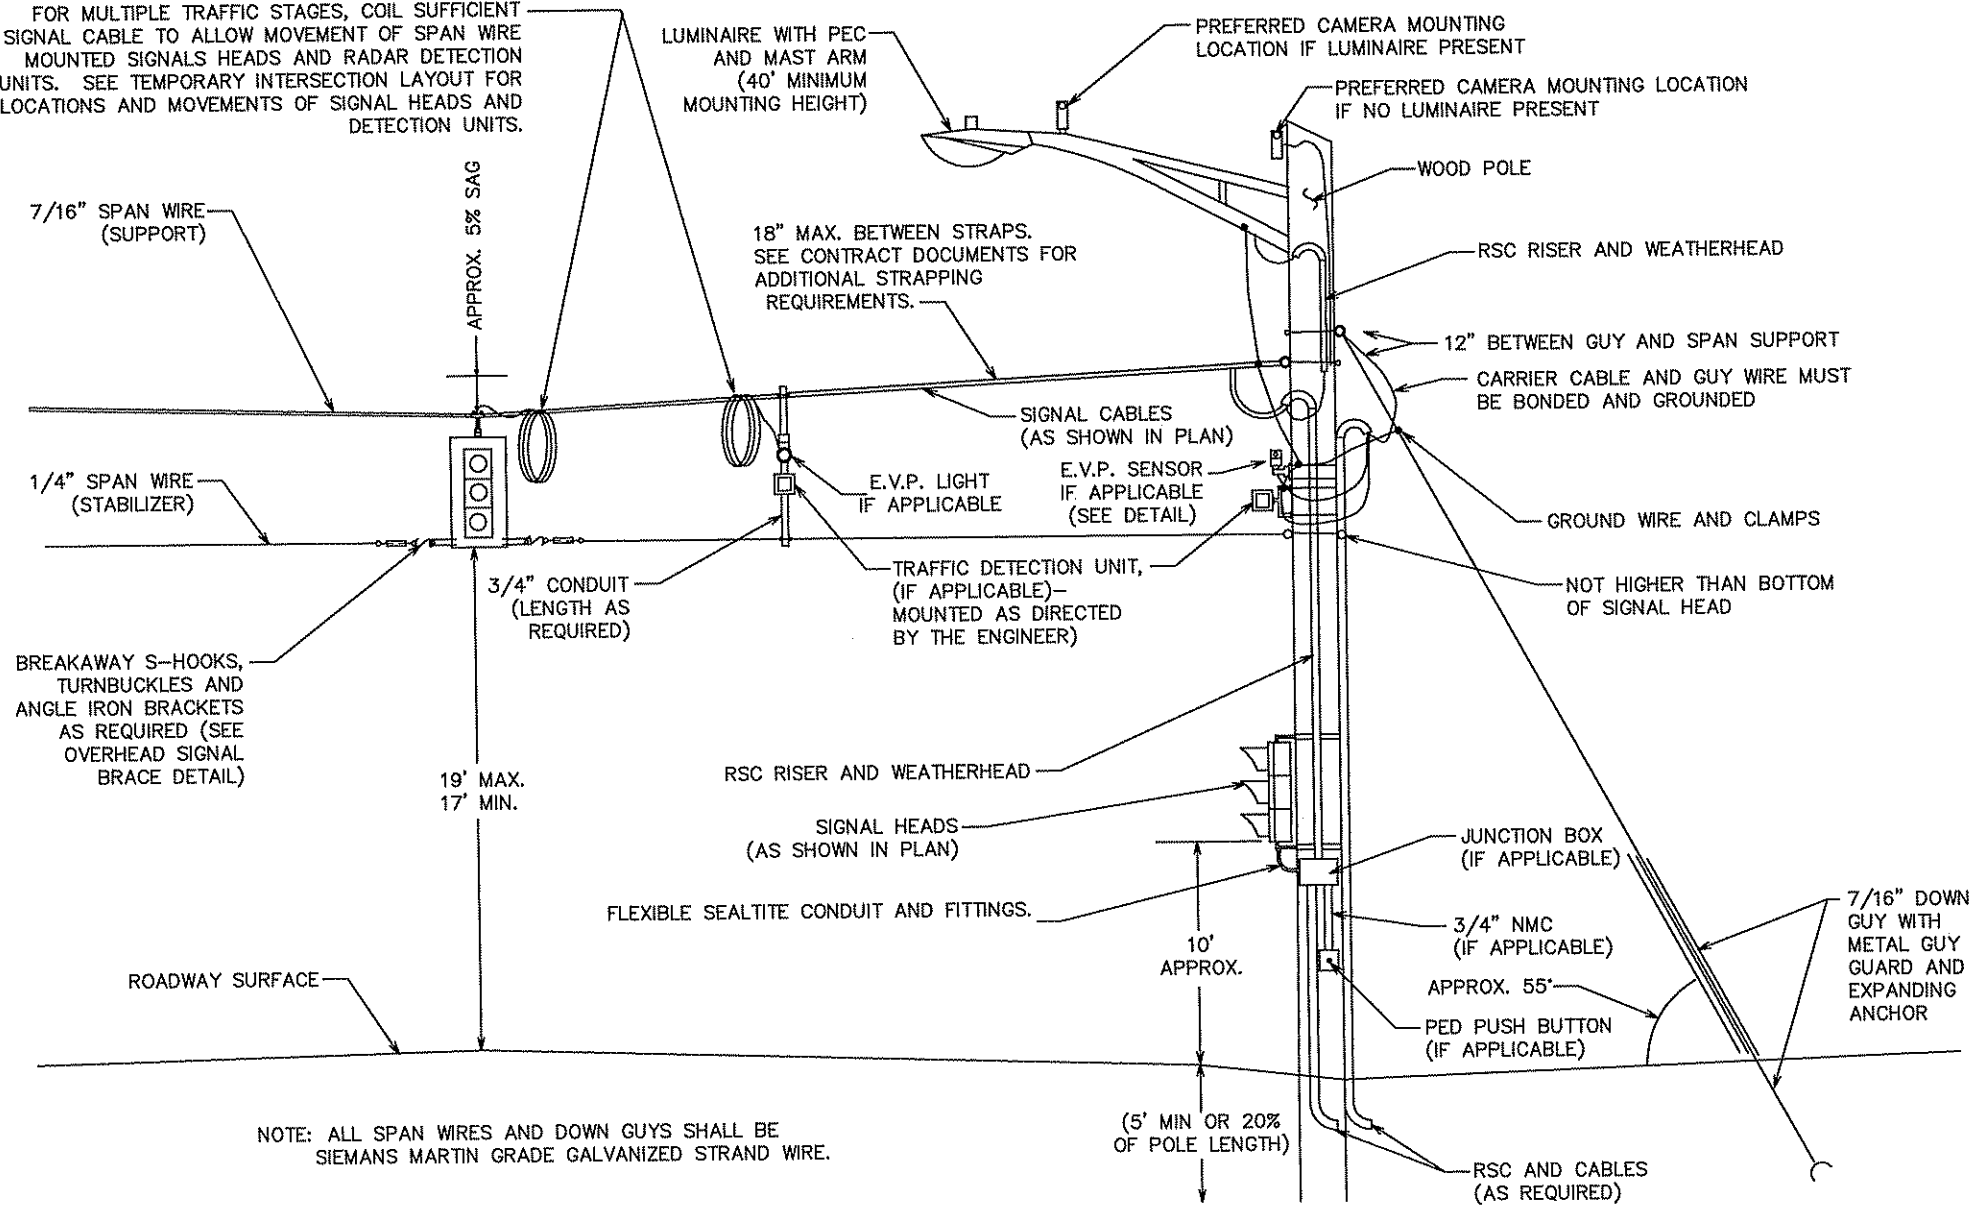 FOR MULTIPLE TRAFFIC STAGES, COIL SUFFICIENT
SIGNAL CABLE TO ALLOW MOVEMENT OF SPAN WIRE
MOUNTED SIGNALS HEADS AND RADAR DETECTION
UNITS. SEE TEMPORARY INTERSECTION LAYOUT FOR
LOCATIONS AND MOVEMENTS OF SIGNAL HEADS AND
DETECTION UNITS.
LUMINAIRE WITH PEC
AND MAST ARM
(40' MINIMUM
MOUNTING HEIGHT)
PREFERRED CAMERA MOUNTING
LOCATION IF LUMINAIRE PRESENT
PREFERRED CAMERA MOUNTING LOCATION
IF NO LUMINAIRE PRESENT
WOOD POLE
7/16" SPAN WIRE
(SUPPORT)
APPROX. 5% SAG
18" MAX. BETWEEN STRAPS.
SEE CONTRACT DOCUMENTS FOR
ADDITIONAL STRAPPING
REQUIREMENTS.
RSC RISER AND WEATHERHEAD
12" BETWEEN GUY AND SPAN SUPPORT
CARRIER CABLE AND GUY WIRE MUST
BE BONDED AND GROUNDED
SIGNAL CABLES
(AS SHOWN IN PLAN)
1/4" SPAN WIRE
(STABILIZER)
E.V.P. LIGHT
IF APPLICABLE
E.V.P. SENSOR
IF APPLICABLE
(SEE DETAIL)
GROUND WIRE AND CLAMPS
3/4" CONDUIT
(LENGTH AS
REQUIRED)
TRAFFIC DETECTION UNIT,
(IF APPLICABLE)-
MOUNTED AS DIRECTED
BY THE ENGINEER)
NOT HIGHER THAN BOTTOM
OF SIGNAL HEAD
BREAKAWAY S-HOOKS,
TURNBUCKLES AND
ANGLE IRON BRACKETS
AS REQUIRED (SEE
OVERHEAD SIGNAL
BRACE DETAIL)
19' MAX.
17' MIN.
RSC RISER AND WEATHERHEAD
SIGNAL HEADS
(AS SHOWN IN PLAN)
JUNCTION BOX
(IF APPLICABLE)
FLEXIBLE SEALTITE CONDUIT AND FITTINGS.
10'
APPROX.
3/4" NMC
(IF APPLICABLE)
7/16" DOWN
GUY WITH
METAL GUY
GUARD AND
EXPANDING
ANCHOR
ROADWAY SURFACE
APPROX. 55°
PED PUSH BUTTON
(IF APPLICABLE)
(5' MIN OR 20%
OF POLE LENGTH)
NOTE: ALL SPAN WIRES AND DOWN GUYS SHALL BE
SIEMANS MARTIN GRADE GALVANIZED STRAND WIRE.
RSC AND CABLES
(AS REQUIRED)